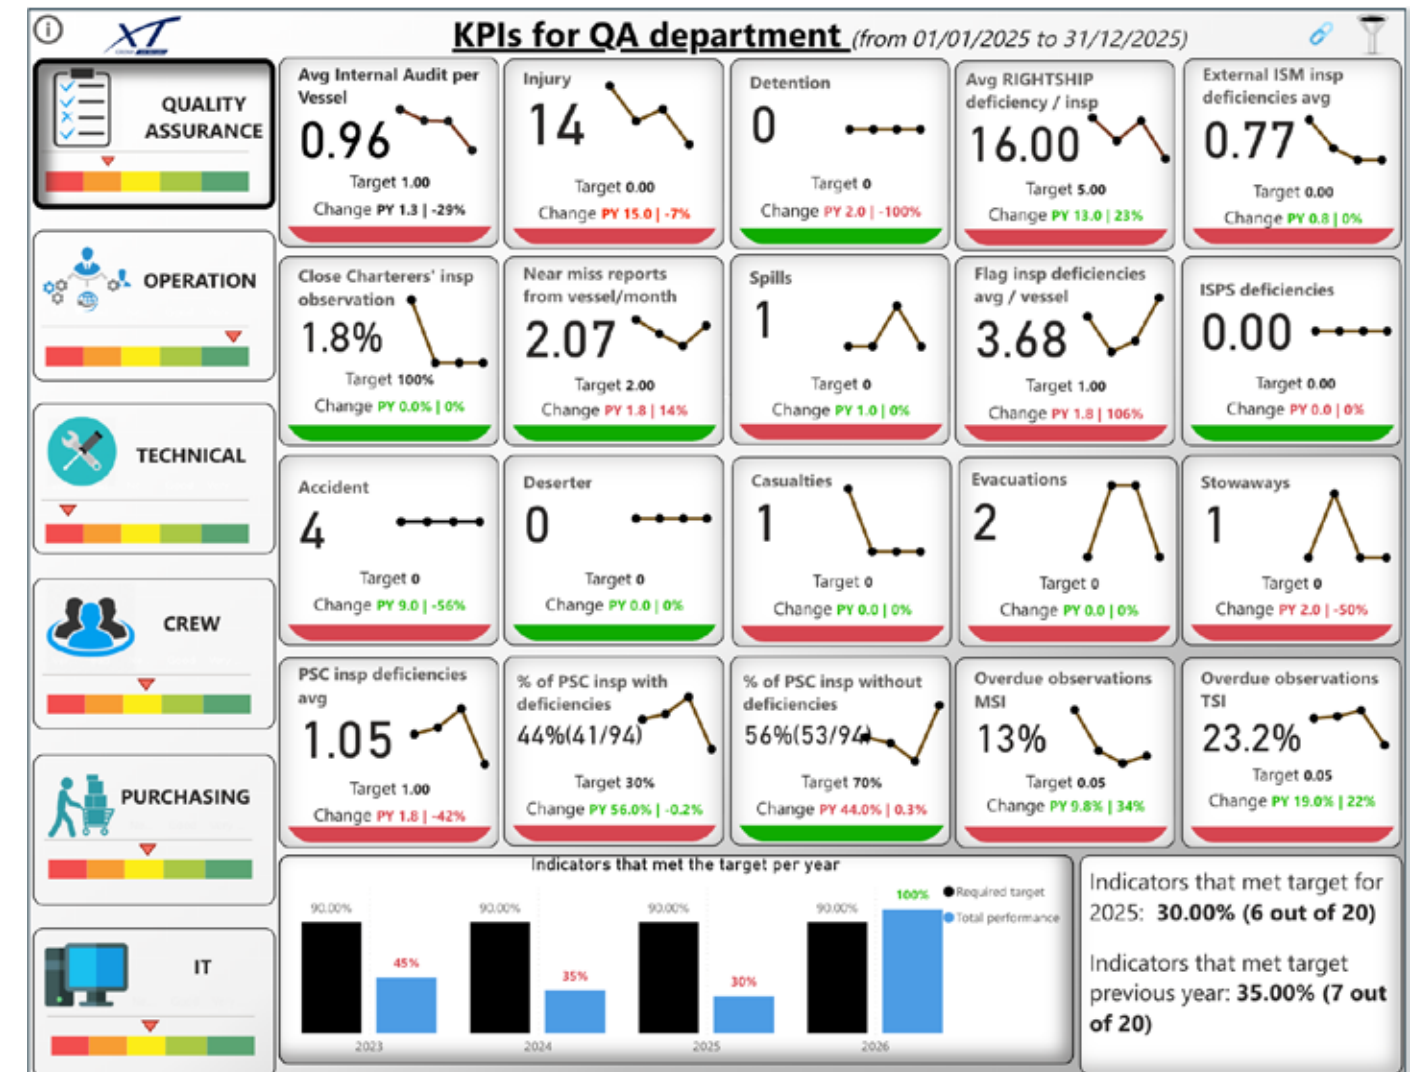 XT
KPIs for QA department (from 01/01/2025 to 31/12/2025)
QUALITY
ASSURANCE
OPERATION
TECHNICAL
CREW
PURCHASING
IT
Avg Internal Audit per
Vessel
0.96
Target 1.00
Change PY 1.3 | -29%
Injury
14
Target 0.00
Change PY 15.0 | -7%
Detention
0
Target 0
Change PY 2.0 | -100%
Avg RIGHTSHIP
deficiency / insp
16.00
Target 5.00
Change PY 13.0 | 23%
External ISM insp
deficiencies avg
0.77
Target 0.00
Change PY 0.8 | 0%
Close Charterers' insp
observation
1.8%
Target 100%
Change PY 0.0% | 0%
Near miss reports
from vessel/month
2.07
Target 2.00
Change PY 1.8 | 14%
Spills
1
Target 0
Change PY 1.0 | 0%
Flag insp deficiencies
avg / vessel
3.68
Target 1.00
Change PY 1.8 | 106%
ISPS deficiencies
0.00
Target 0.00
Change PY 0.0 | 0%
Accident
4
Target 0
Change PY 9.0 | -56%
Deserter
0
Target 0
Change PY 0.0 | 0%
Casualties
1
Target 0
Change PY 0.0 | 0%
Evacuations
2
Target 0
Change PY 0.0 | 0%
Stowaways
1
Target 0
Change PY 2.0 | -50%
PSC insp deficiencies
avg
1.05
Target 1.00
Change PY 1.8 | -42%
% of PSC insp with
deficiencies
44%(41/94)
Target 30%
Change PY 56.0% | -0.2%
% of PSC insp without
deficiencies
56%(53/94)
Target 70%
Change PY 44.0% | 0.3%
Overdue observations
MSI
13%
Target 0.05
Change PY 9.8% | 34%
Overdue observations
TSI
23.2%
Target 0.05
Change PY 19.0% | 22%
Indicators that met the target per year
Required target
Total performance
90.00% 45% 90.00% 35% 90.00% 30% 90.00% 100%
2023 2024 2025 2026
Indicators that met target for
2025: 30.00% (6 out of 20)
Indicators that met target
previous year: 35.00% (7 out
of 20)